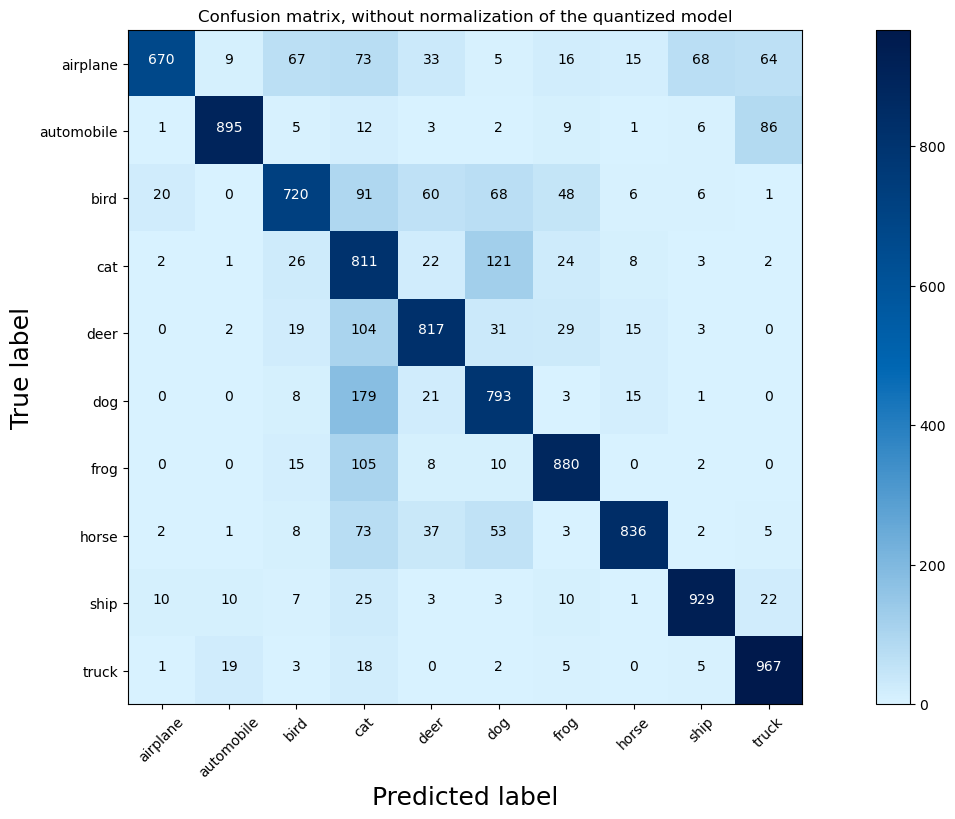 Confusion matrix, without normalization of the quantized model
True label
airplane 670 9 67 73 33 5 16 15 68 64
automobile 1 895 5 12 3 2 9 1 6 86
bird 20 0 720 91 60 68 48 6 6 1
cat 2 1 26 811 22 121 24 8 3 2
deer 0 2 19 104 817 31 29 15 3 0
dog 0 0 8 179 21 793 3 15 1 0
frog 0 0 15 105 8 10 880 0 2 0
horse 2 1 8 73 37 53 3 836 2 5
ship 10 10 7 25 3 3 10 1 929 22
truck 1 19 3 18 0 2 5 0 5 967
airplane automobile bird cat deer dog frog horse ship truck
Predicted label
800
600
400
200
0